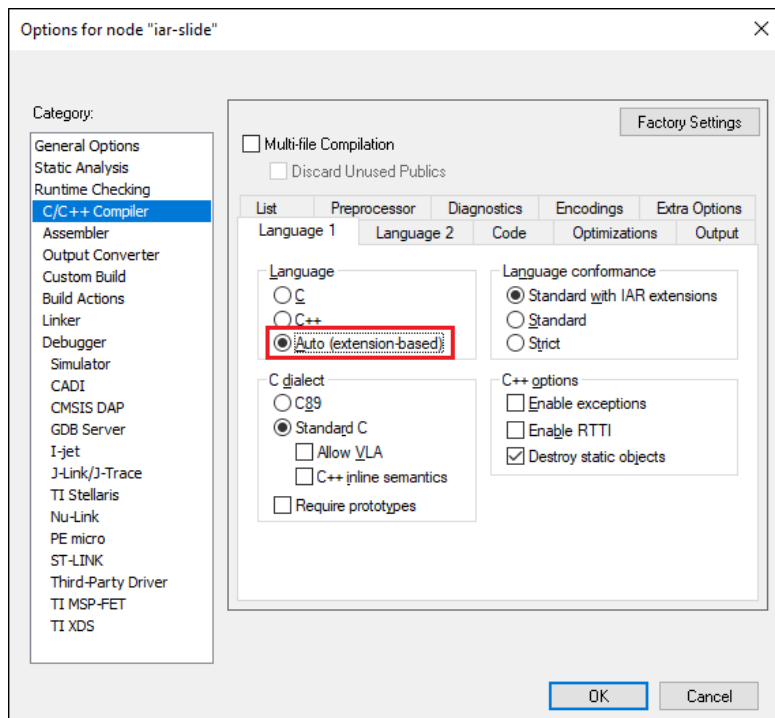 Options for node "iar-slide"
Category:
General Options
Static Analysis
Runtime Checking
C/C++ Compiler
Assembler
Output Converter
Custom Build
Build Actions
Linker
Debugger
Simulator
CADI
CMSIS DAP
GDB Server
I-jet
J-Link/J-Trace
TI Stellaris
Nu-Link
PE micro
ST-LINK
Third-Party Driver
TI MSP-FET
TI XDS
Factory Settings
Multi-file Compilation
Discard Unused Publics
List Preprocessor Diagnostics Encodings Extra Options
Language 1 Language 2 Code Optimizations Output
Language
C
C++
Auto (extension-based)
Language conformance
Standard with IAR extensions
Standard
Strict
C dialect
C89
Standard C
Allow VLA
C++ inline semantics
Require prototypes
C++ options
Enable exceptions
Enable RTTI
Destroy static objects
OK Cancel